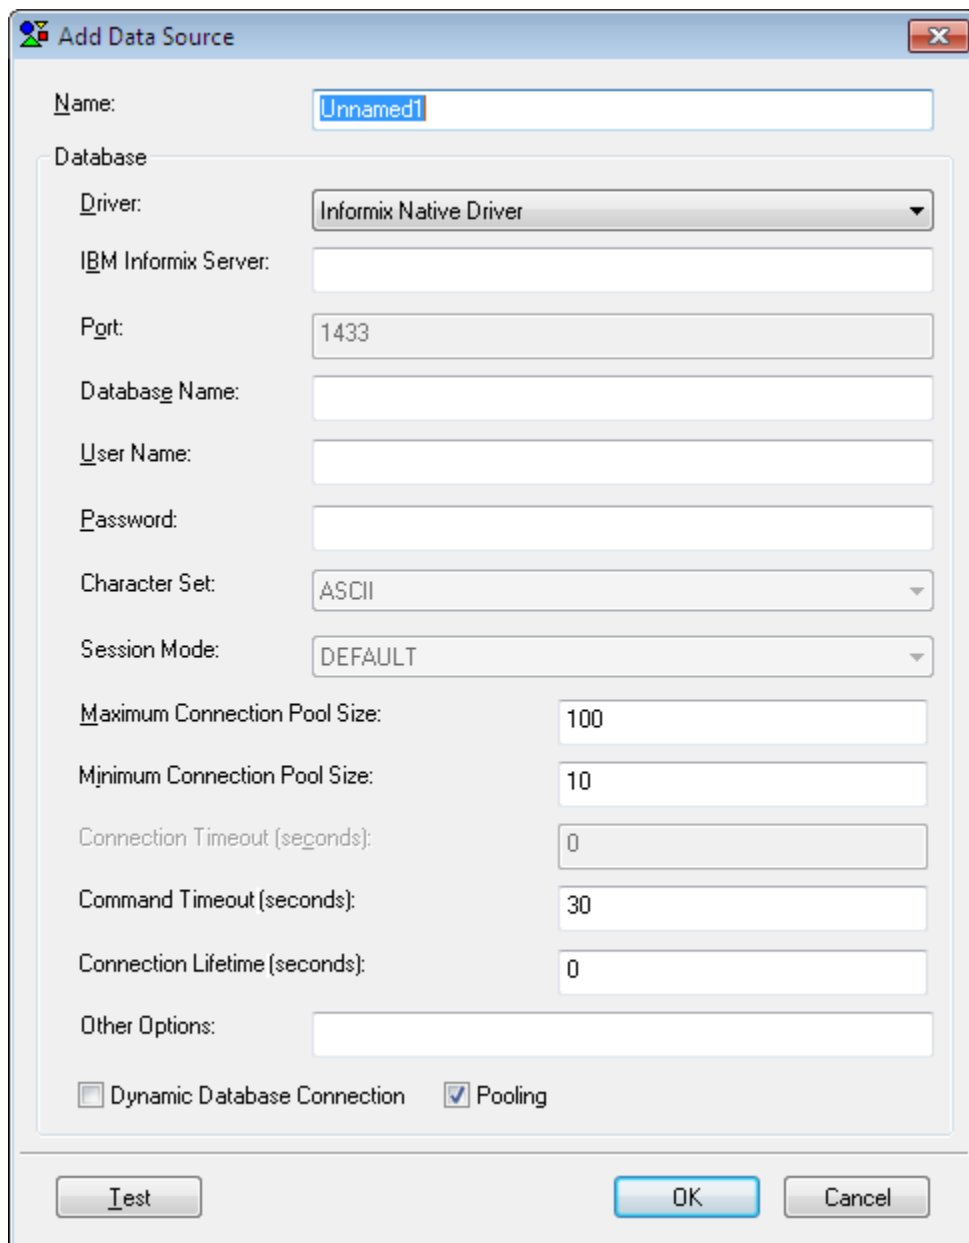 Add Data Source
Name: Unnamed1
Database
Driver: Informix Native Driver
IBM Informix Server:
Port: 1433
Database Name:
User Name:
Password:
Character Set: ASCII
Session Mode: DEFAULT
Maximum Connection Pool Size: 100
Minimum Connection Pool Size: 10
Connection Timeout (seconds): 0
Command Timeout (seconds): 30
Connection Lifetime (seconds): 0
Other Options:
Dynamic Database Connection Pooling
Test OK Cancel